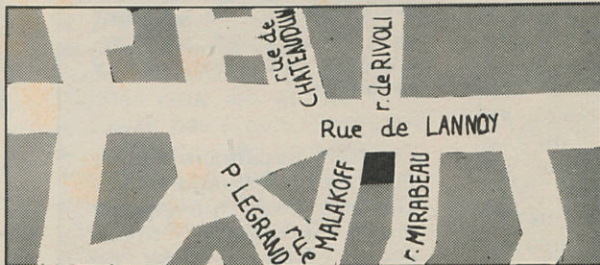 rue de
CHATEAUDUN
r. de RIVOLI
Rue de LANNOY
P. LEGRAND
rue
MALAKOFF
r. MIRABEAU